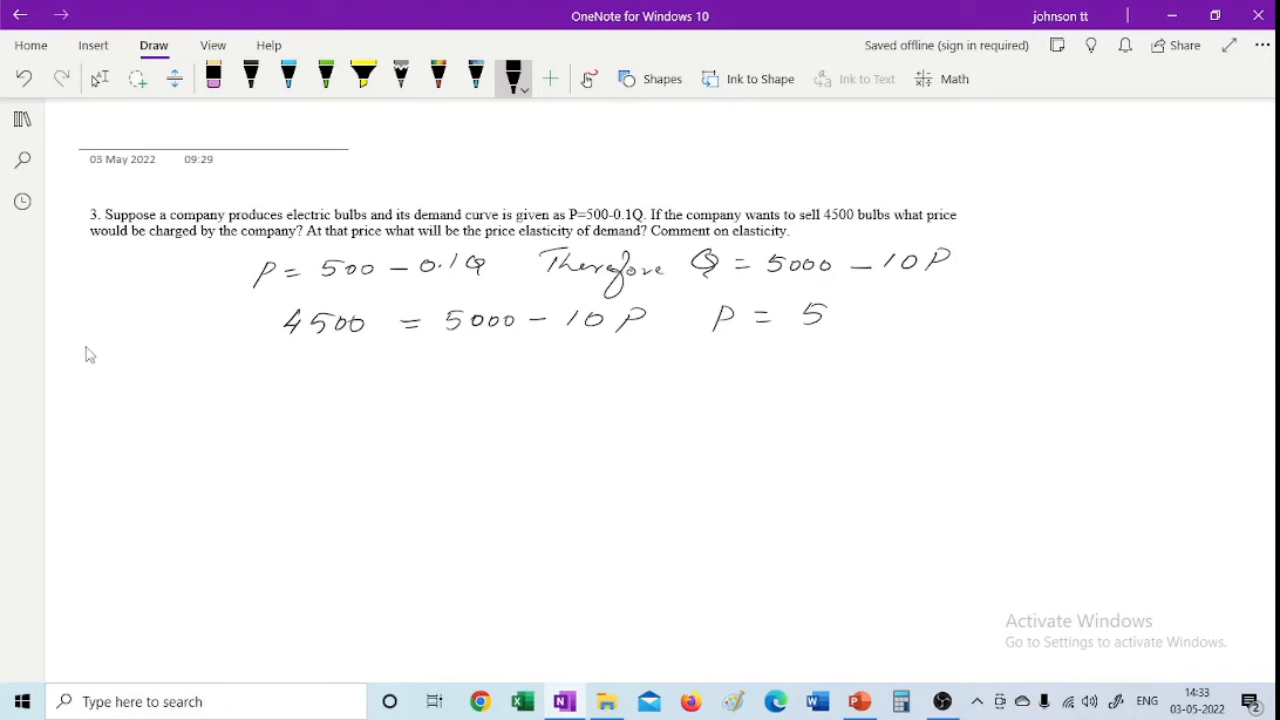 OneNote for Windows 10
johnson tt
Home Insert Draw View Help
Saved offline (sign in required)
Share
Shapes
Ink to Shape
Ink to Text
Math
03 May 2022 09:29
3. Suppose a company produces electric bulbs and its demand curve is given as P=500-0.1Q. If the company wants to sell 4500 bulbs what price
would be charged by the company? At that price what will be the price elasticity of demand? Comment on elasticity.
P = 500 - 0.1Q Therefore Q = 5000 - 10P
4500 = 5000 - 10P P = 5
Activate Windows
Go to Settings to activate Windows.
Type here to search
ENG
14:33
03-05-2022
2